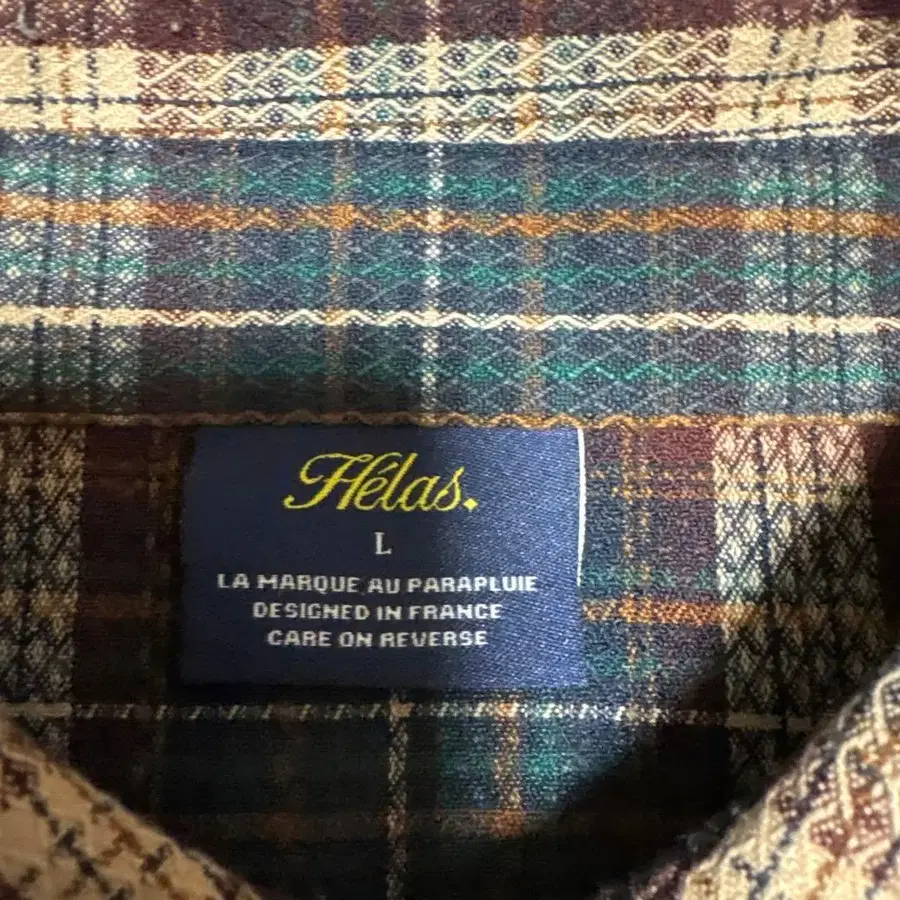 Hélas.
L
LA MARQUE AU PARAPLUIE
DESIGNED IN FRANCE
CARE ON REVERSE